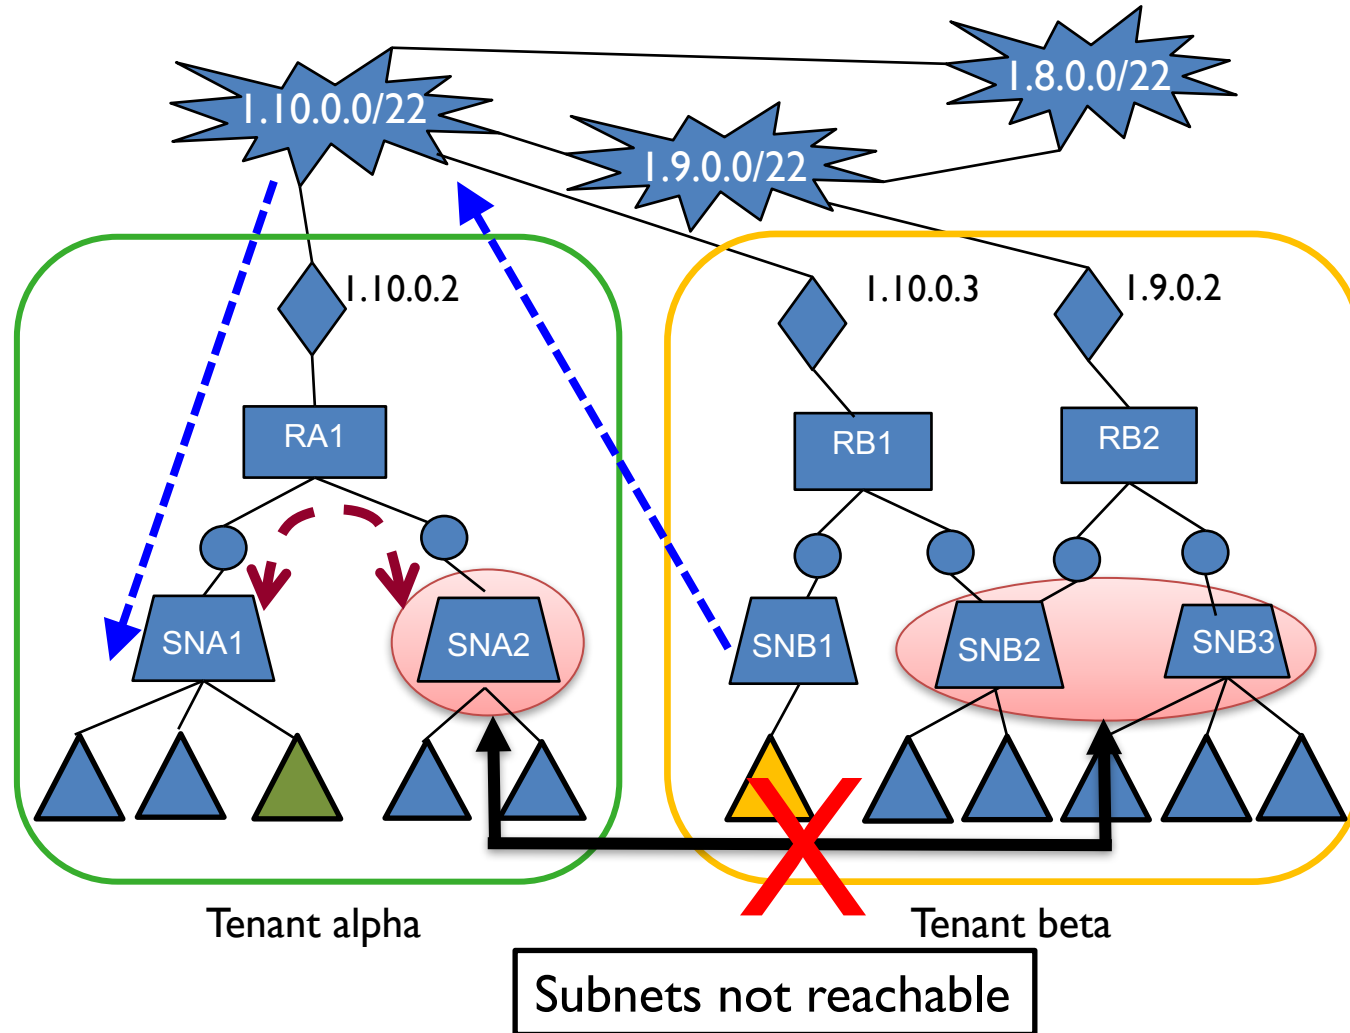 1.8.0.0/22
1.10.0.0/22
1.9.0.0/22
1.10.0.2
1.10.0.3
1.9.0.2
RA1
RB1
RB2
SNA1
SNA2
SNB1
SNB2
SNB3
X
Tenant alpha
Tenant beta
Subnets not reachable